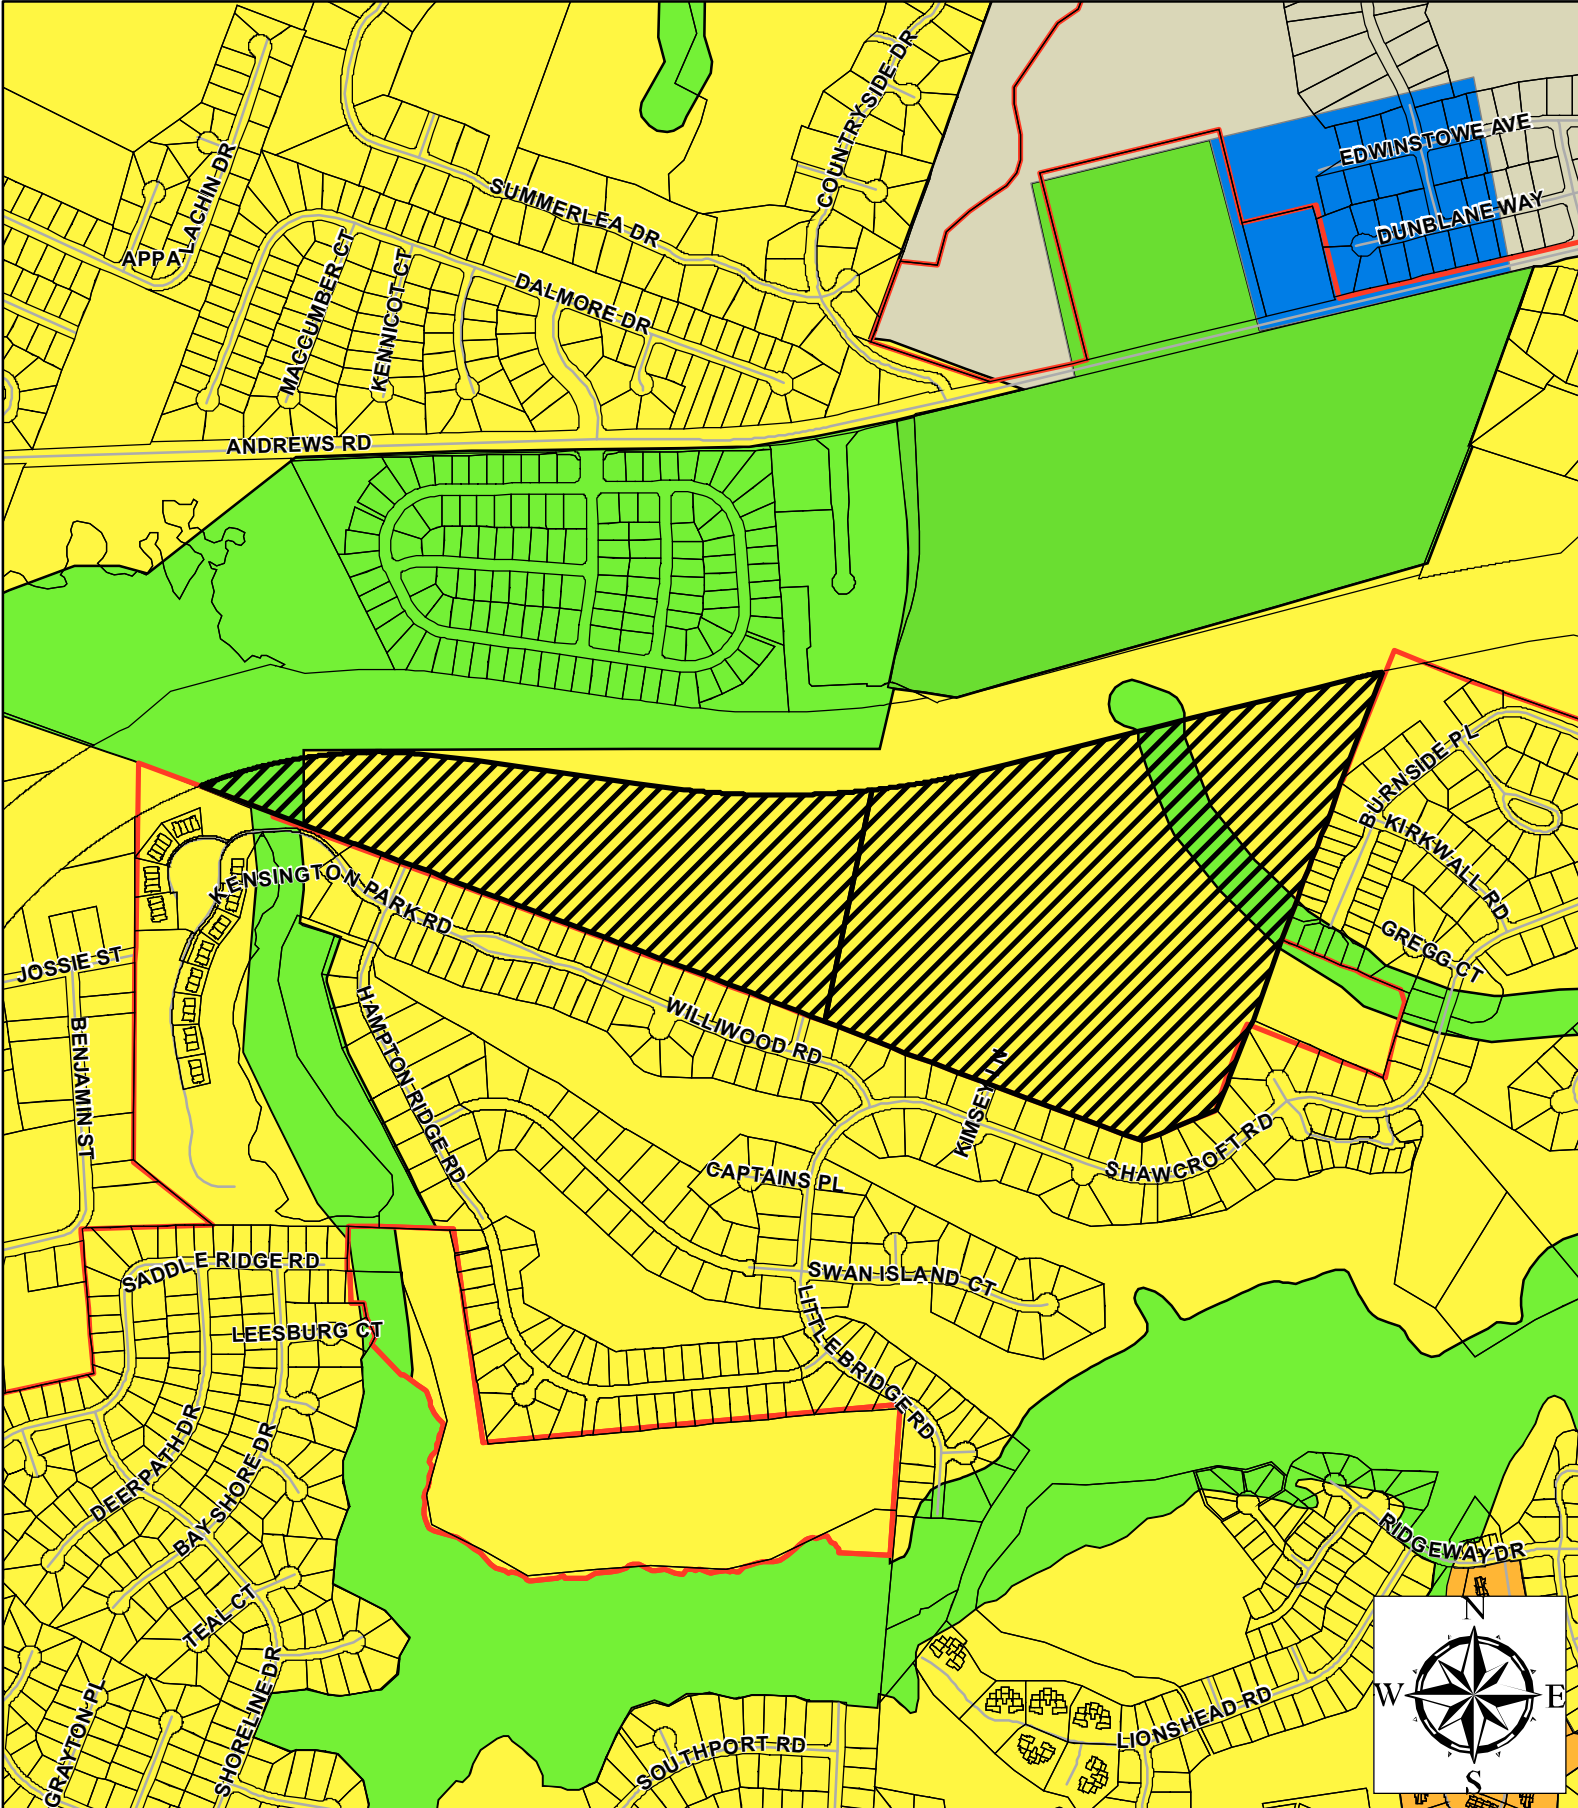 COUNTRYSIDE DR
EDWINSTOWE AVE
APPALACHIN DR
SUMMERLEA DR
DUNBLANE WAY
MACCUMBER CT
KENNICOT CT
DALMORE DR
ANDREWS RD
BURNSIDE PL
KIRKWALL RD
KENSINGTON PARK RD
GREGG CT
JOSSIE ST
HAMPTON RIDGE RD
WILLIWOOD RD
BENJAMIN ST
KIMSEY LN
SHAWCROFT RD
CAPTAINS PL
SADDLE RIDGE RD
SWAN ISLAND CT
LEESBURG CT
LITTLEBRIDGE RD
DEERPATH DR
BAY SHORE DR
RIDGEWAY DR
TEAL CT
SHORELINE DR
GRAYTON PL
LIONSHEAD RD
SOUTHPORT RD
N
W
E
S